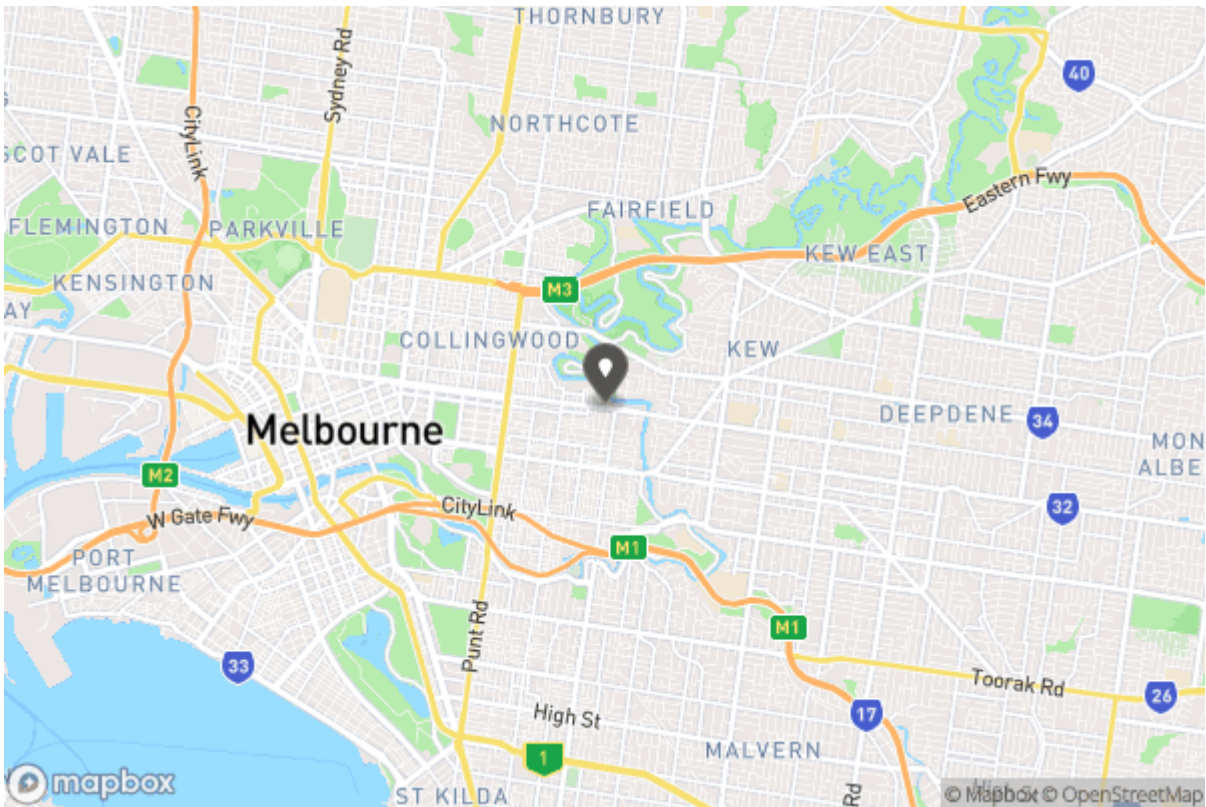 THORNBURY
Sydney Rd
40
CityLink
NORTHCOTE
SCOT VALE
Eastern Fwy
FAIRFIELD
FLEMINGTON
PARKVILLE
KEW EAST
KENSINGTON
M3
AY
COLLINGWOOD
KEW
DEEPDENE
34
Melbourne
MON
ALBE
M2
CityLink
32
W Gate Fwy
M1
PORT
MELBOURNE
Punt Rd
M1
33
Toorak Rd
26
High St
17
MALVERN
1
mapbox
ST KILDA
Rd
© Mapbox © OpenStreetMap